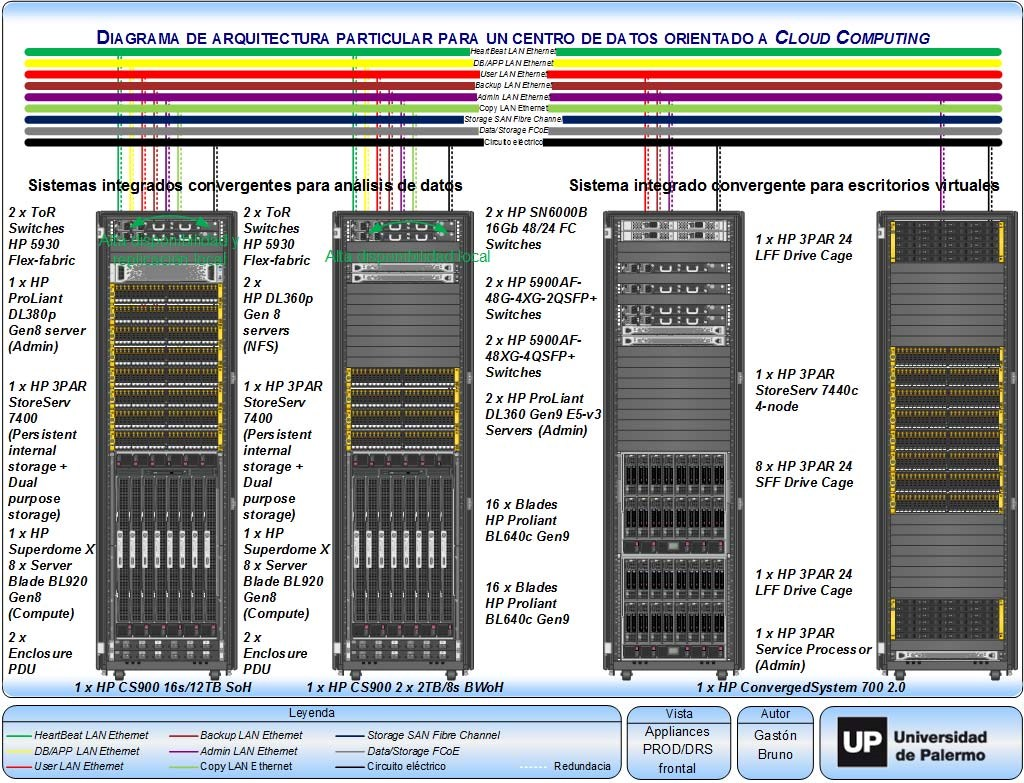 DIAGRAMA DE ARQUITECTURA PARTICULAR PARA UN CENTRO DE DATOS ORIENTADO A CLOUD COMPUTING
HeartBeat LAN Ethernet
DB/APP LAN Ethernet
User LAN Ethernet
Backup LAN Ethernet
Admin LAN Ethernet
Copy LAN Ethernet
Storage SAN Fibre Channel
Data/Storage FCoE
Circuito eléctrico
Sistemas integrados convergentes para análisis de datos
2 x ToR
Switches
HP 5930
Flex-fabric
1 x HP
ProLiant
DL380p
Gen8 server
(Admin)
1 x HP 3PAR
StoreServ
7400
(Persistent
internal
storage +
Dual
purpose
storage)
1 x HP
Superdome X
8 x Server
Blade BL920
Gen8
(Compute)
2 x
Enclosure
PDU
Alta disponibilidad y
replicación local
1 x HP CS900 16s/12TB SoH
2 x ToR
Switches
HP 5930
Flex-fabric
2 x
HP DL360p
Gen 8
servers
(NFS)
1 x HP 3PAR
StoreServ
7400
(Persistent
internal
storage +
Dual
purpose
storage)
1 x HP
Superdome X
8 x Server
Blade BL920
Gen8
(Compute)
2 x
Enclosure
PDU
Alta disponibilidad local
1 x HP CS900 2 x 2TB/8s BWoH
Sistema integrado convergente para escritorios virtuales
2 x HP SN6000B
16Gb 48/24 FC
Switches
2 x HP 5900AF-
48G-4XG-2QSFP+
Switches
2 x HP 5900AF-
48XG-4QSFP+
Switches
2 x HP ProLiant
DL360 Gen9 E5-v3
Servers (Admin)
16 x Blades
HP Proliant
BL640c Gen9
16 x Blades
HP Proliant
BL640c Gen9
1 x HP 3PAR 24
LFF Drive Cage
1 x HP 3PAR
StoreServ 7440c
4-node
8 x HP 3PAR 24
SFF Drive Cage
1 x HP 3PAR 24
LFF Drive Cage
1 x HP 3PAR
Service Processor
(Admin)
1 x HP ConvergedSystem 700 2.0
Leyenda
HeartBeat LAN Ethernet
DB/APP LAN Ethernet
User LAN Ethernet
Backup LAN Ethernet
Admin LAN Ethernet
Copy LAN Ethernet
Storage SAN Fibre Channel
Data/Storage FCoE
Circuito eléctrico
Redundacia
Vista
Appliances
PROD/DRS
frontal
Autor
Gastón
Bruno
UP
Universidad
de Palermo